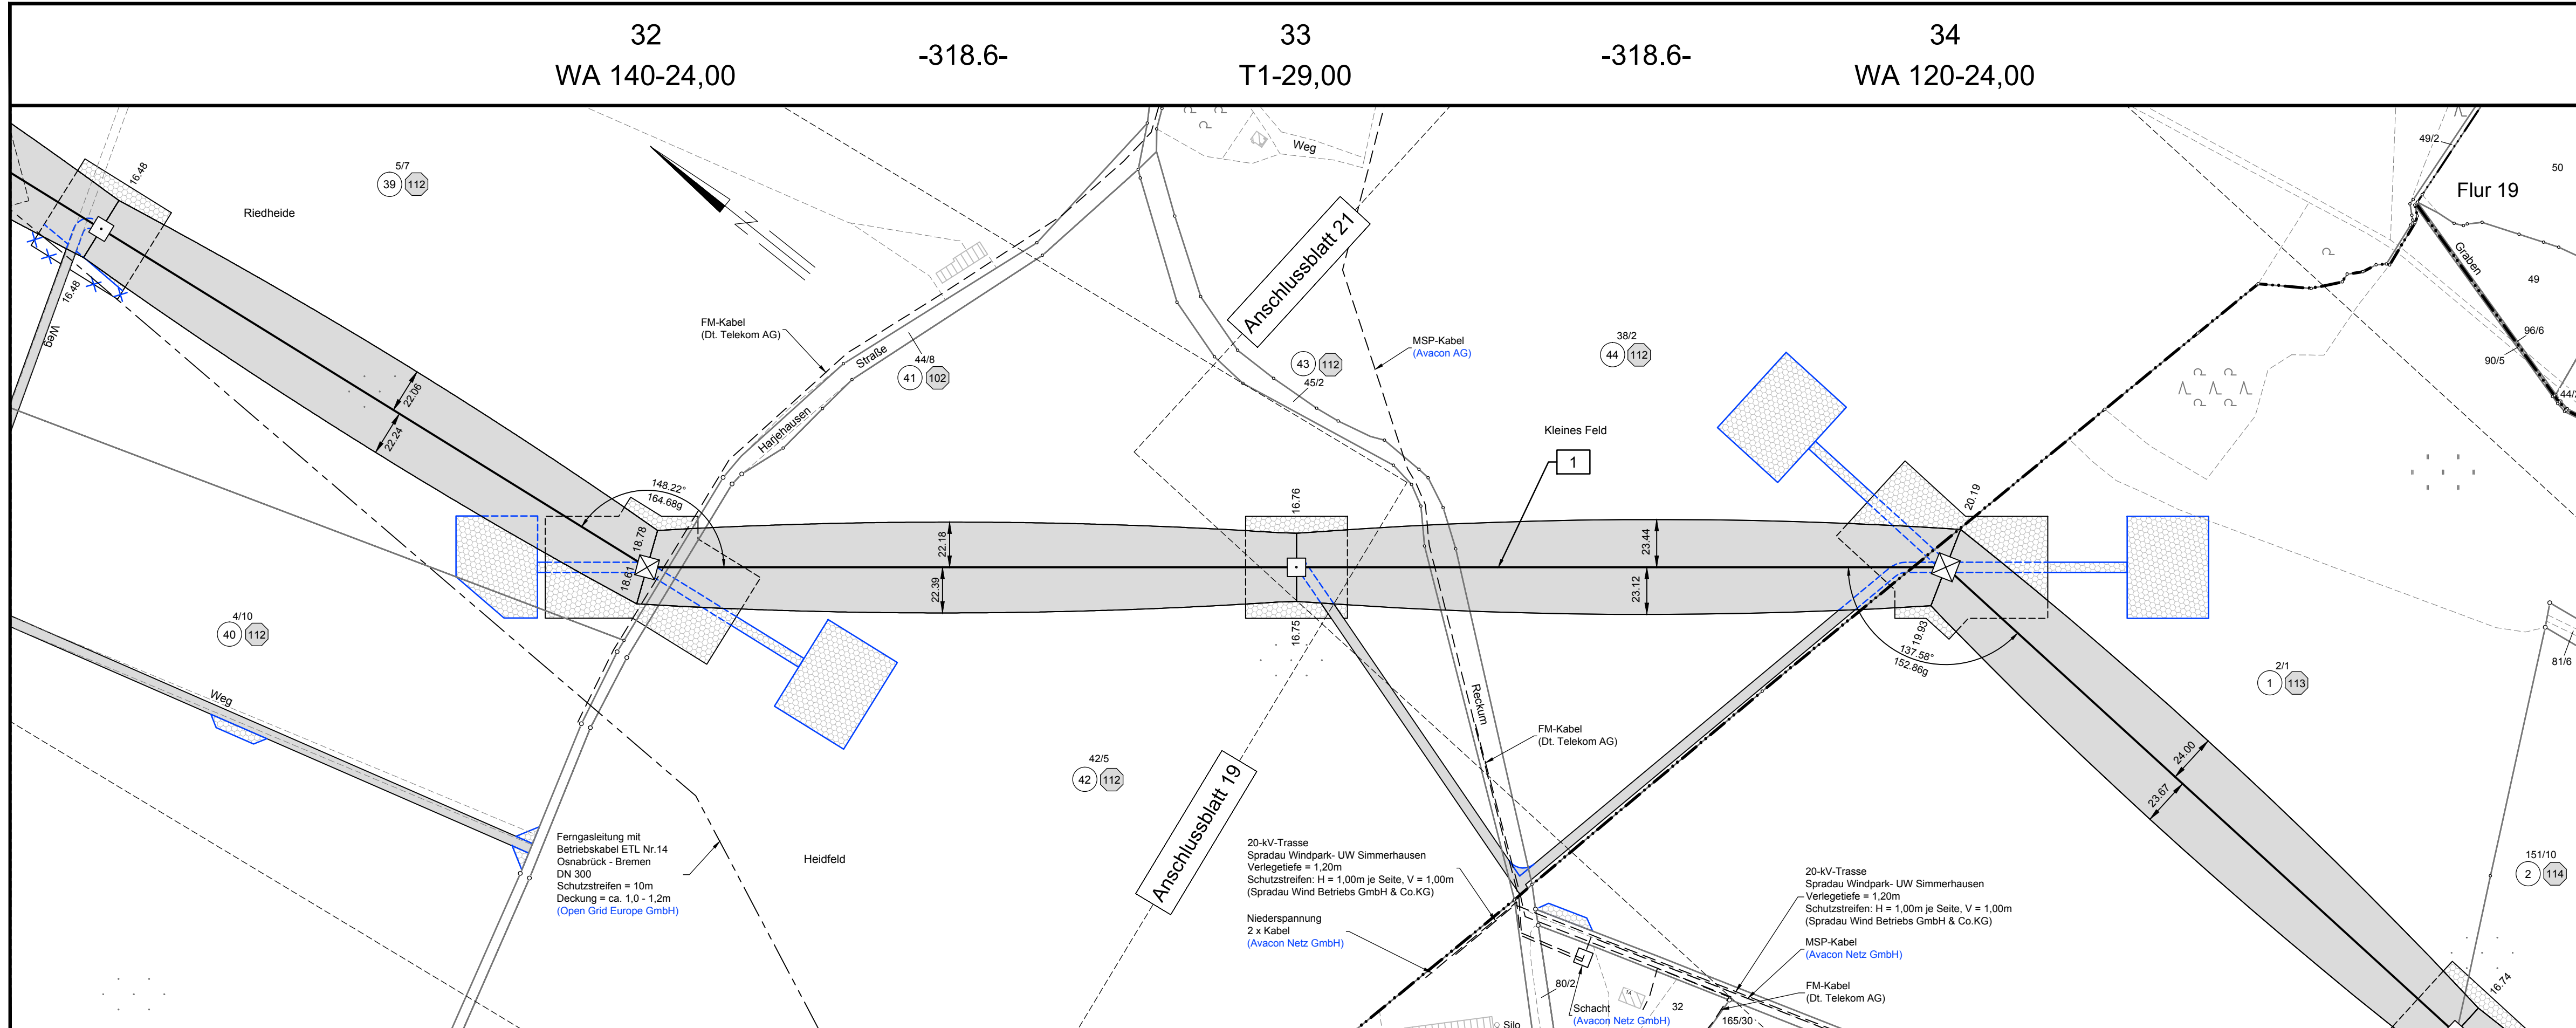 32
WA 140-24,00
-318.6-
33
T1-29,00
-318.6-
34
WA 120-24,00
5/7
39 112
Riedheide
16.48
16.48
Weg
22.06
22.24
FM-Kabel
(Dt. Telekom AG)
Straße
Harjehausen
44/8
41 102
Weg
Anschlussblatt 21
43 112
45/2
MSP-Kabel
(Avacon AG)
38/2
44 112
Kleines Feld
1
49/2
50
Flur 19
Graben
49
96/6
90/5
148.22°
164.68g
18.78
18.61
22.18
22.39
16.76
16.75
23.44
23.12
20.19
19.93
137.58°
152.86g
4/10
40 112
Weg
Reckum
FM-Kabel
(Dt. Telekom AG)
2/1
1 113
81/6
24.00
23.67
42/5
42 112
Anschlussblatt 19
Heidfeld
Ferngasleitung mit
Betriebskabel ETL Nr.14
Osnabrück - Bremen
DN 300
Schutzstreifen = 10m
Deckung = ca. 1,0 - 1,2m
(Open Grid Europe GmbH)
20-kV-Trasse
Spradau Windpark- UW Simmerhausen
Verlegetiefe = 1,20m
Schutzstreifen: H = 1,00m je Seite, V = 1,00m
(Spradau Wind Betriebs GmbH & Co.KG)
Niederspannung
2 x Kabel
(Avacon Netz GmbH)
20-kV-Trasse
Spradau Windpark- UW Simmerhausen
Verlegetiefe = 1,20m
Schutzstreifen: H = 1,00m je Seite, V = 1,00m
(Spradau Wind Betriebs GmbH & Co.KG)
MSP-Kabel
(Avacon Netz GmbH)
FM-Kabel
(Dt. Telekom AG)
151/10
2 114
16.74
80/2
Schacht
(Avacon Netz GmbH)
32
165/30
Silo